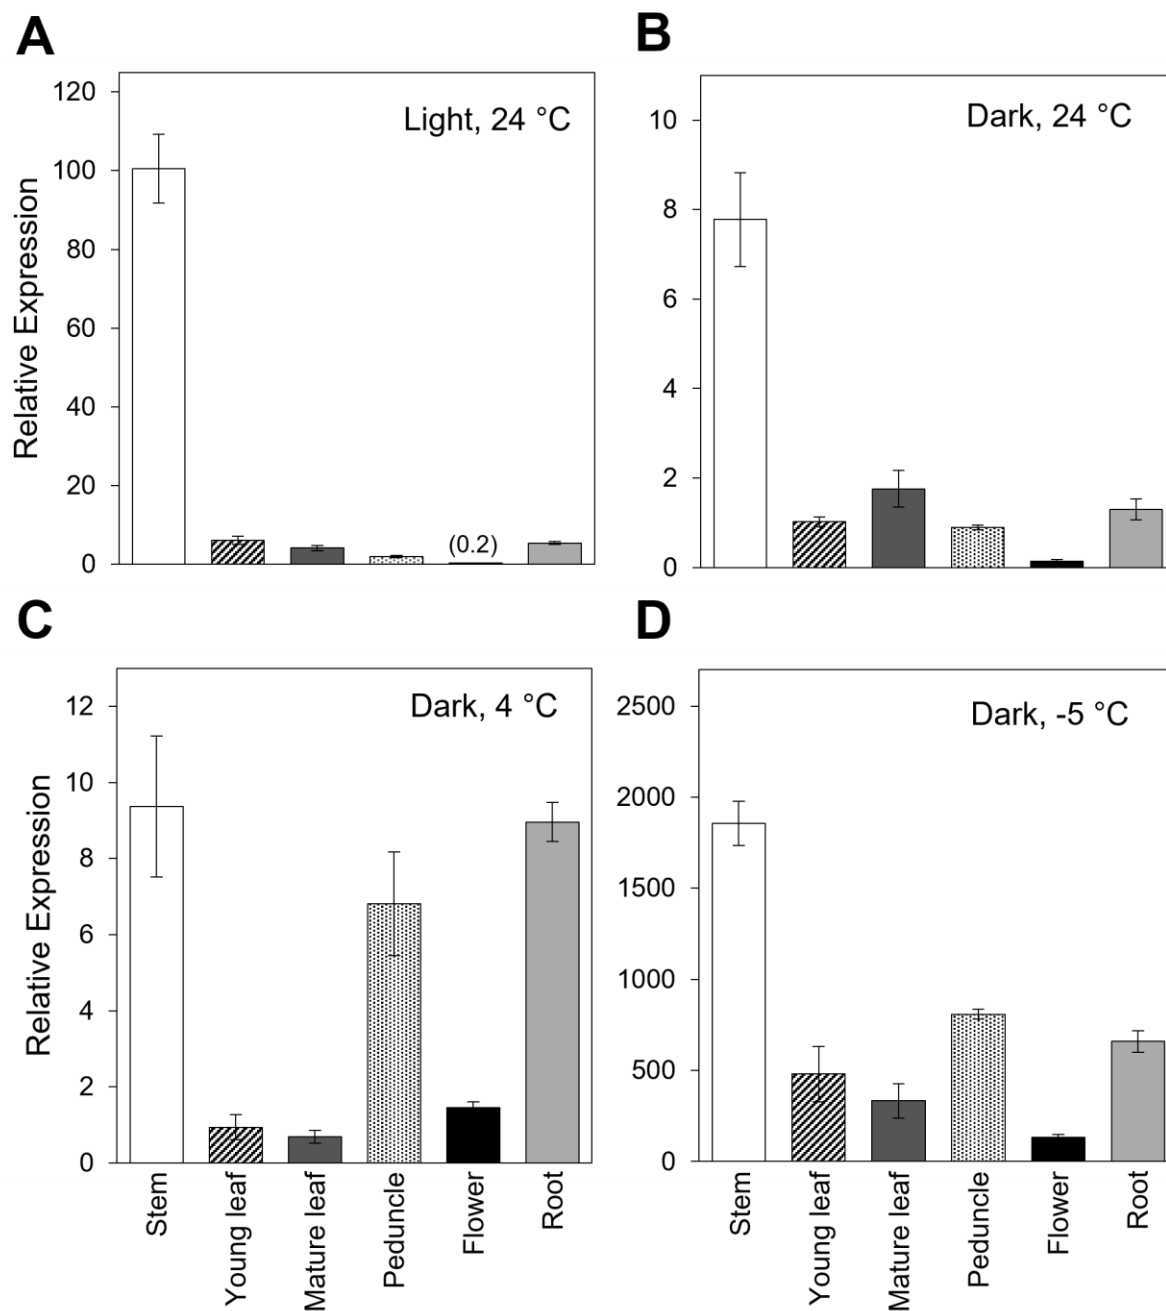 A
B
Light, 24 °C
Dark, 24 °C
Relative Expression
120
100
80
60
40
20
0
(0.2)
10
8
6
4
2
0
C
D
Dark, 4 °C
Dark, -5 °C
Relative Expression
12
10
8
6
4
2
0
2500
2000
1500
1000
500
0
Stem
Young leaf
Mature leaf
Peduncle
Flower
Root
Stem
Young leaf
Mature leaf
Peduncle
Flower
Root